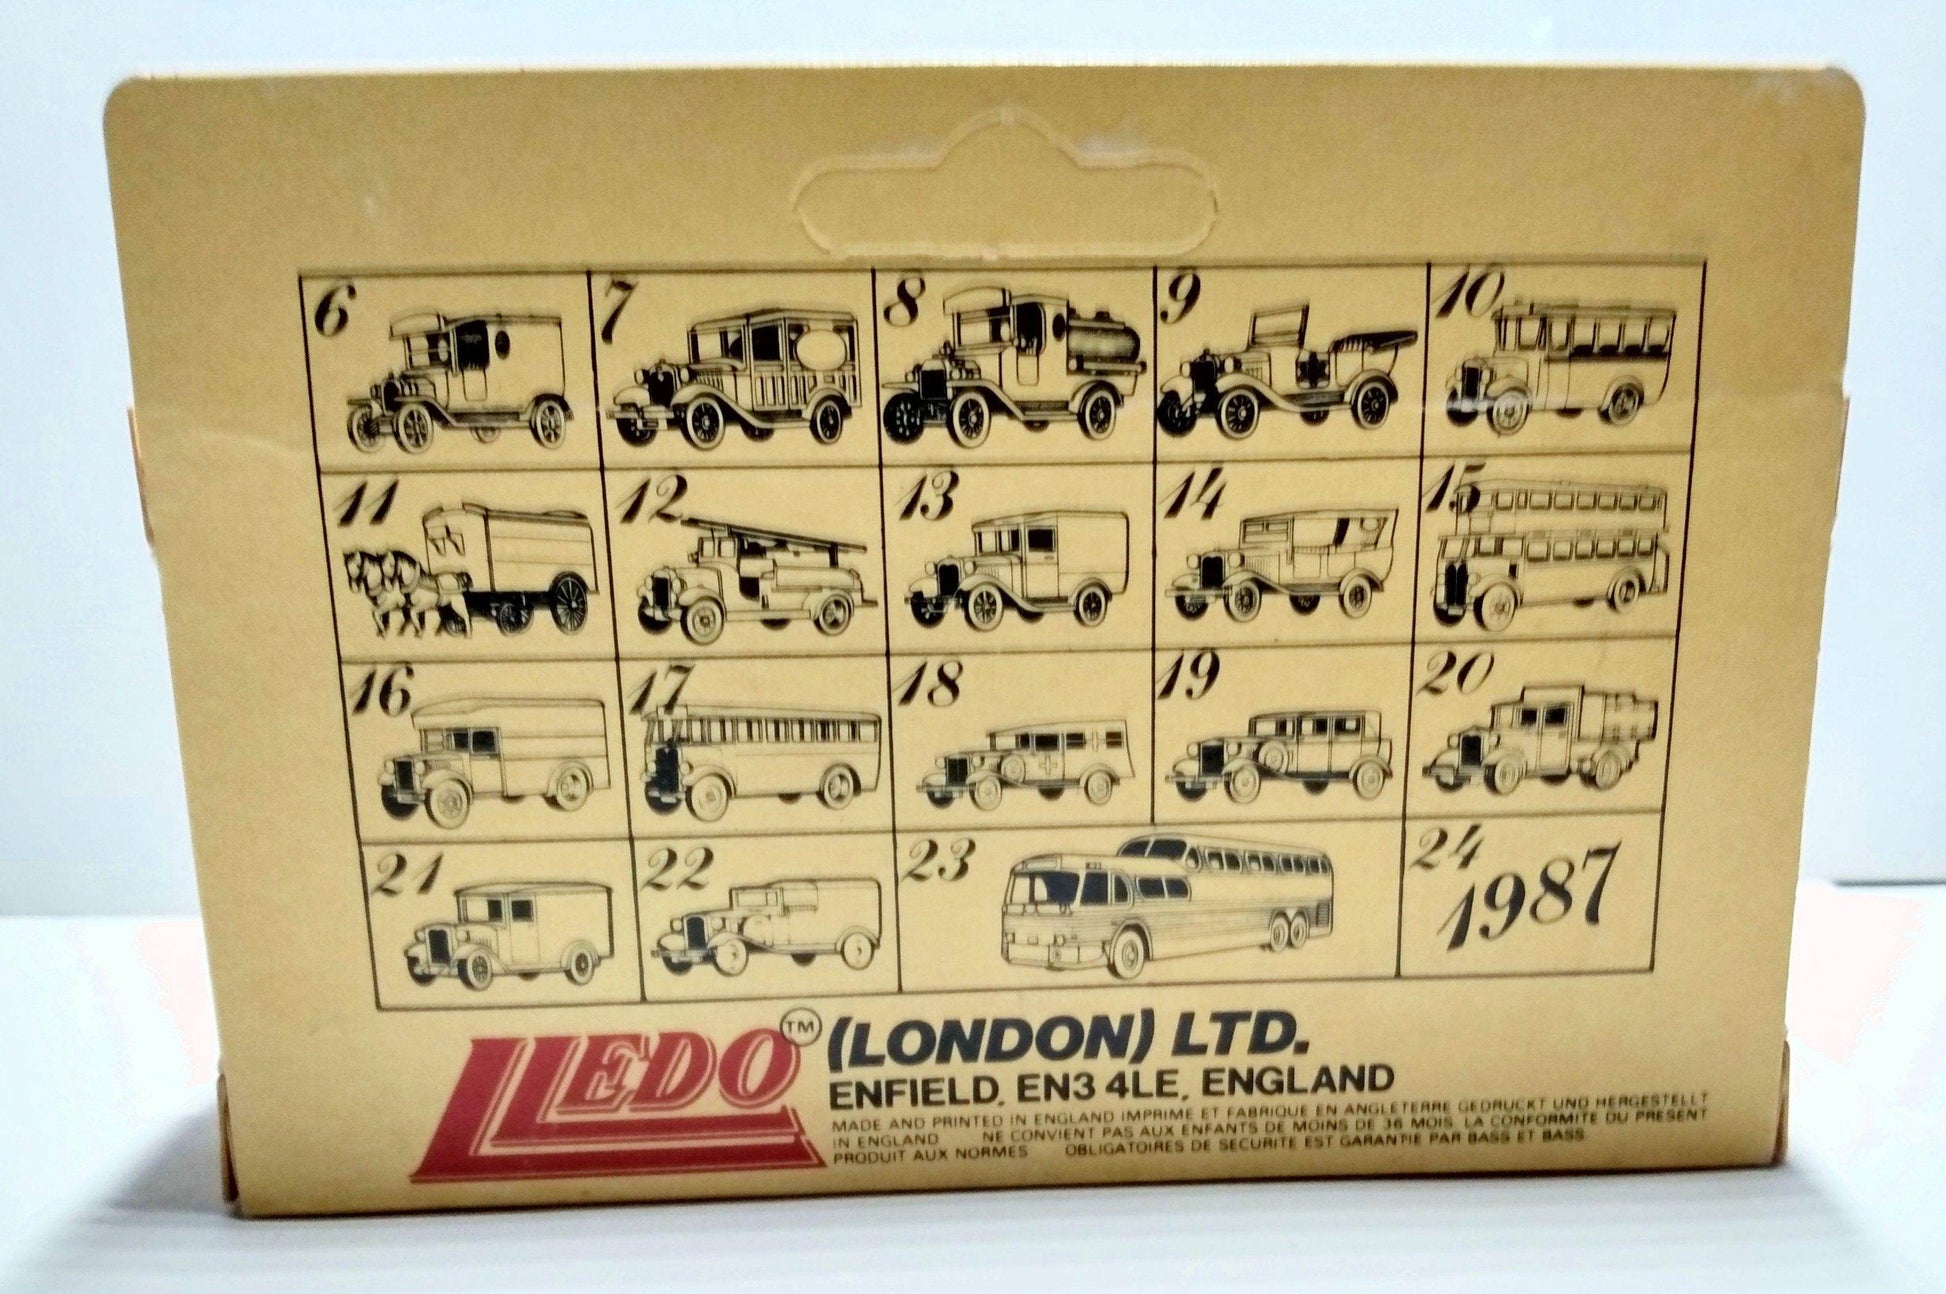 6 7 8 9 10
11 12 13 14 15
16 17 18 19 20
21 22 23 24
1987
LLEDO TM (LONDON) LTD.
ENFIELD, EN3 4LE, ENGLAND
MADE AND PRINTED IN ENGLAND IMPRIME ET FABRIQUE EN ANGLETERRE GEDRUCKT UND HERGESTELLT
IN ENGLAND NE CONVIENT PAS AUX ENFANTS DE MOINS DE 36 MOIS. LA CONFORMITE DU PRESENT
PRODUIT AUX NORMES OBLIGATOIRES DE SECURITE EST GARANTIE PAR BASS ET BASS